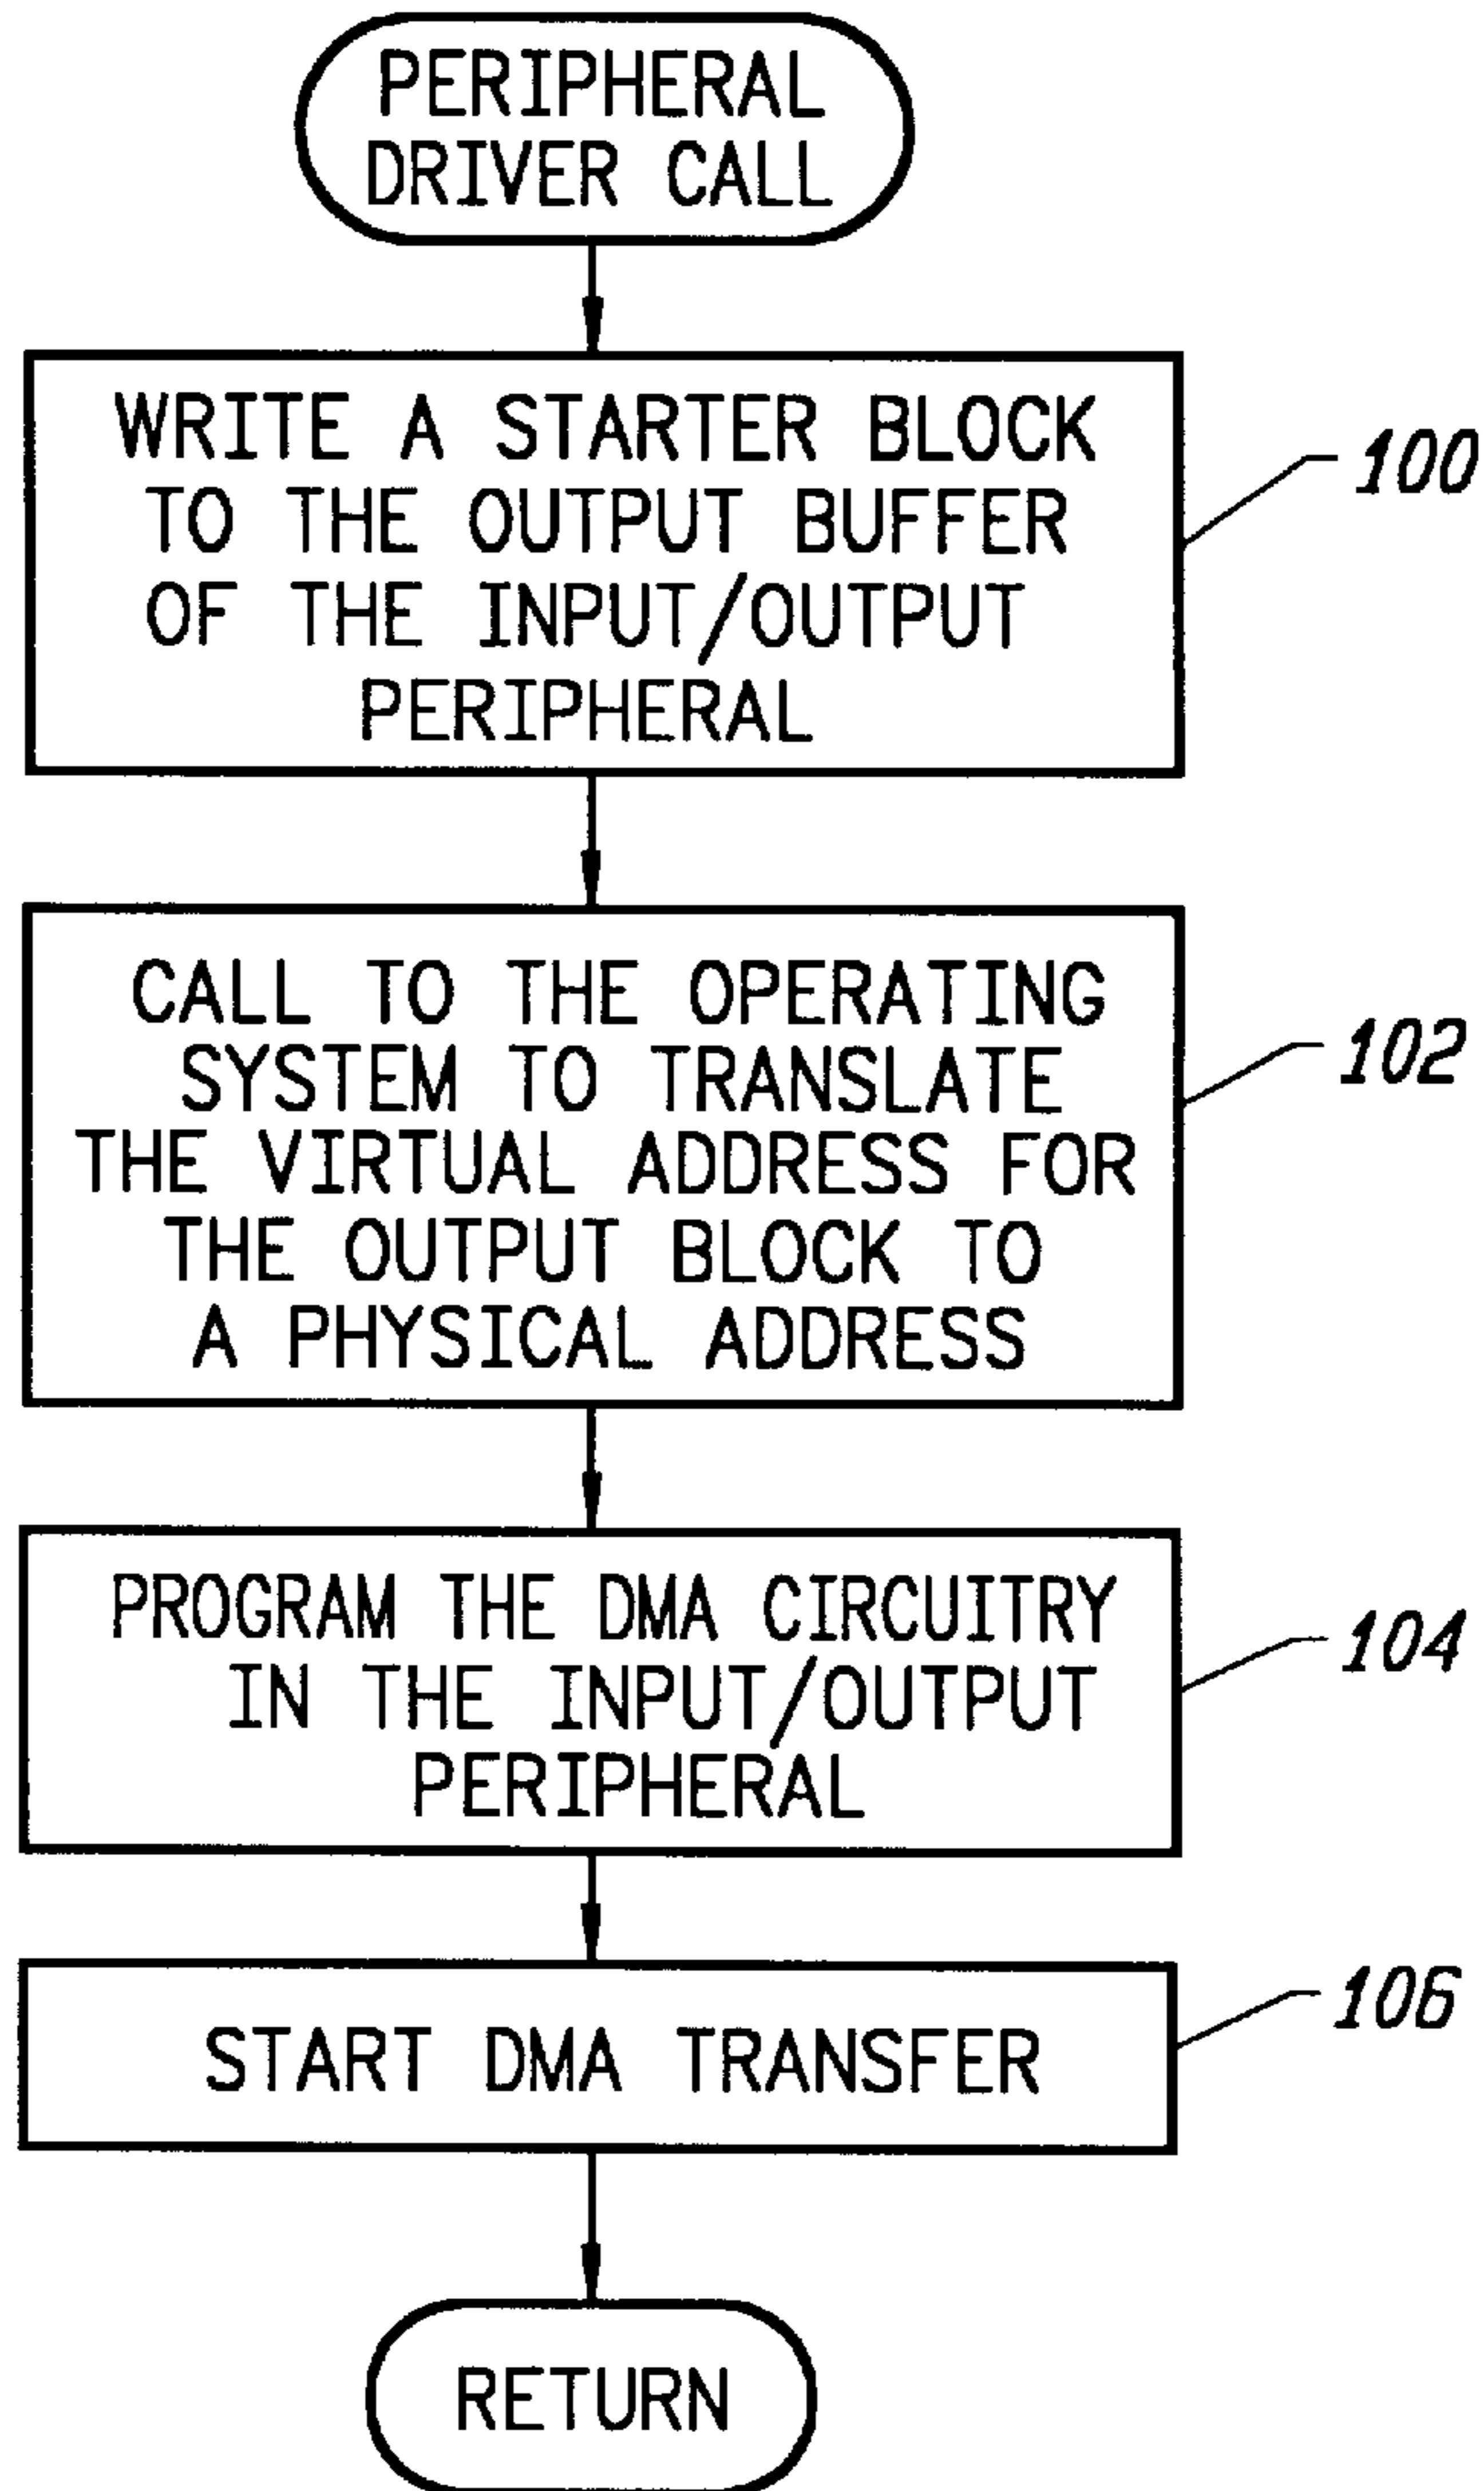 PERIPHERAL
DRIVER CALL
WRITE A STARTER BLOCK
TO THE OUTPUT BUFFER
OF THE INPUT/OUTPUT
PERIPHERAL
100
CALL TO THE OPERATING
SYSTEM TO TRANSLATE
THE VIRTUAL ADDRESS FOR
THE OUTPUT BLOCK TO
A PHYSICAL ADDRESS
102
PROGRAM THE DMA CIRCUITRY
IN THE INPUT/OUTPUT
PERIPHERAL
104
START DMA TRANSFER
106
RETURN